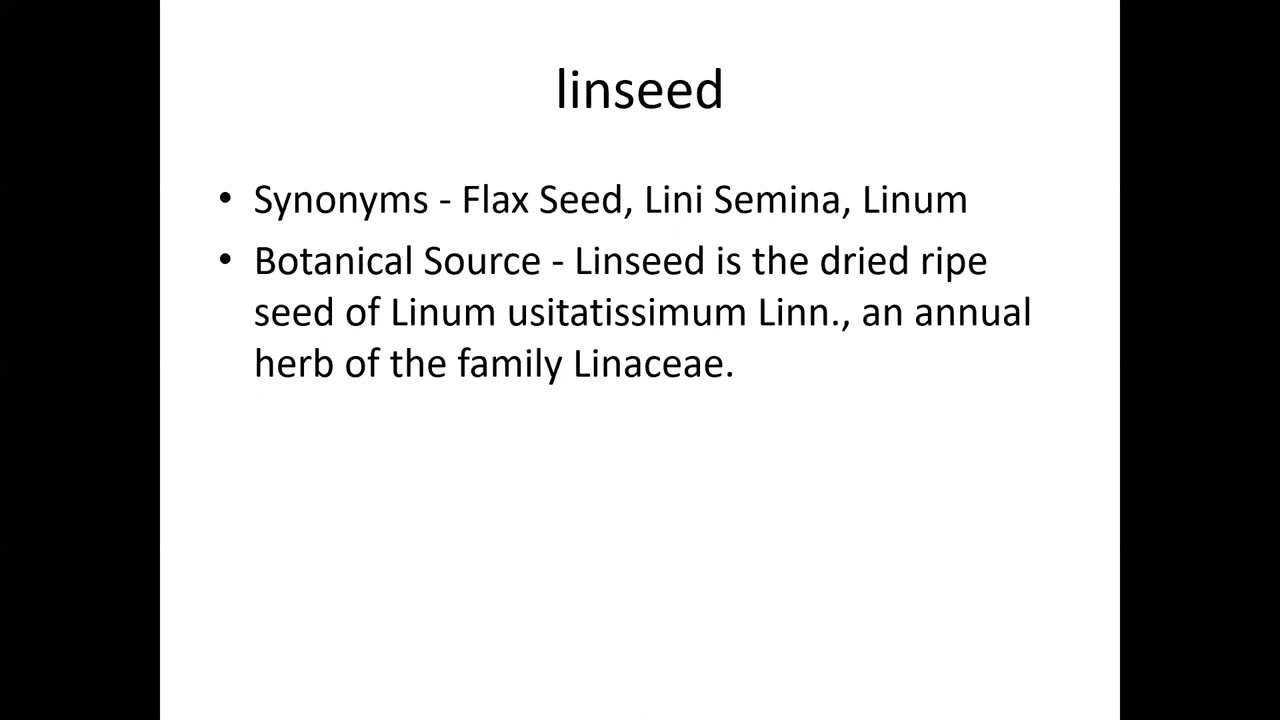 linseed
• Synonyms - Flax Seed, Lini Semina, Linum
• Botanical Source - Linseed is the dried ripe
seed of Linum usitatissimum Linn., an annual
herb of the family Linaceae.